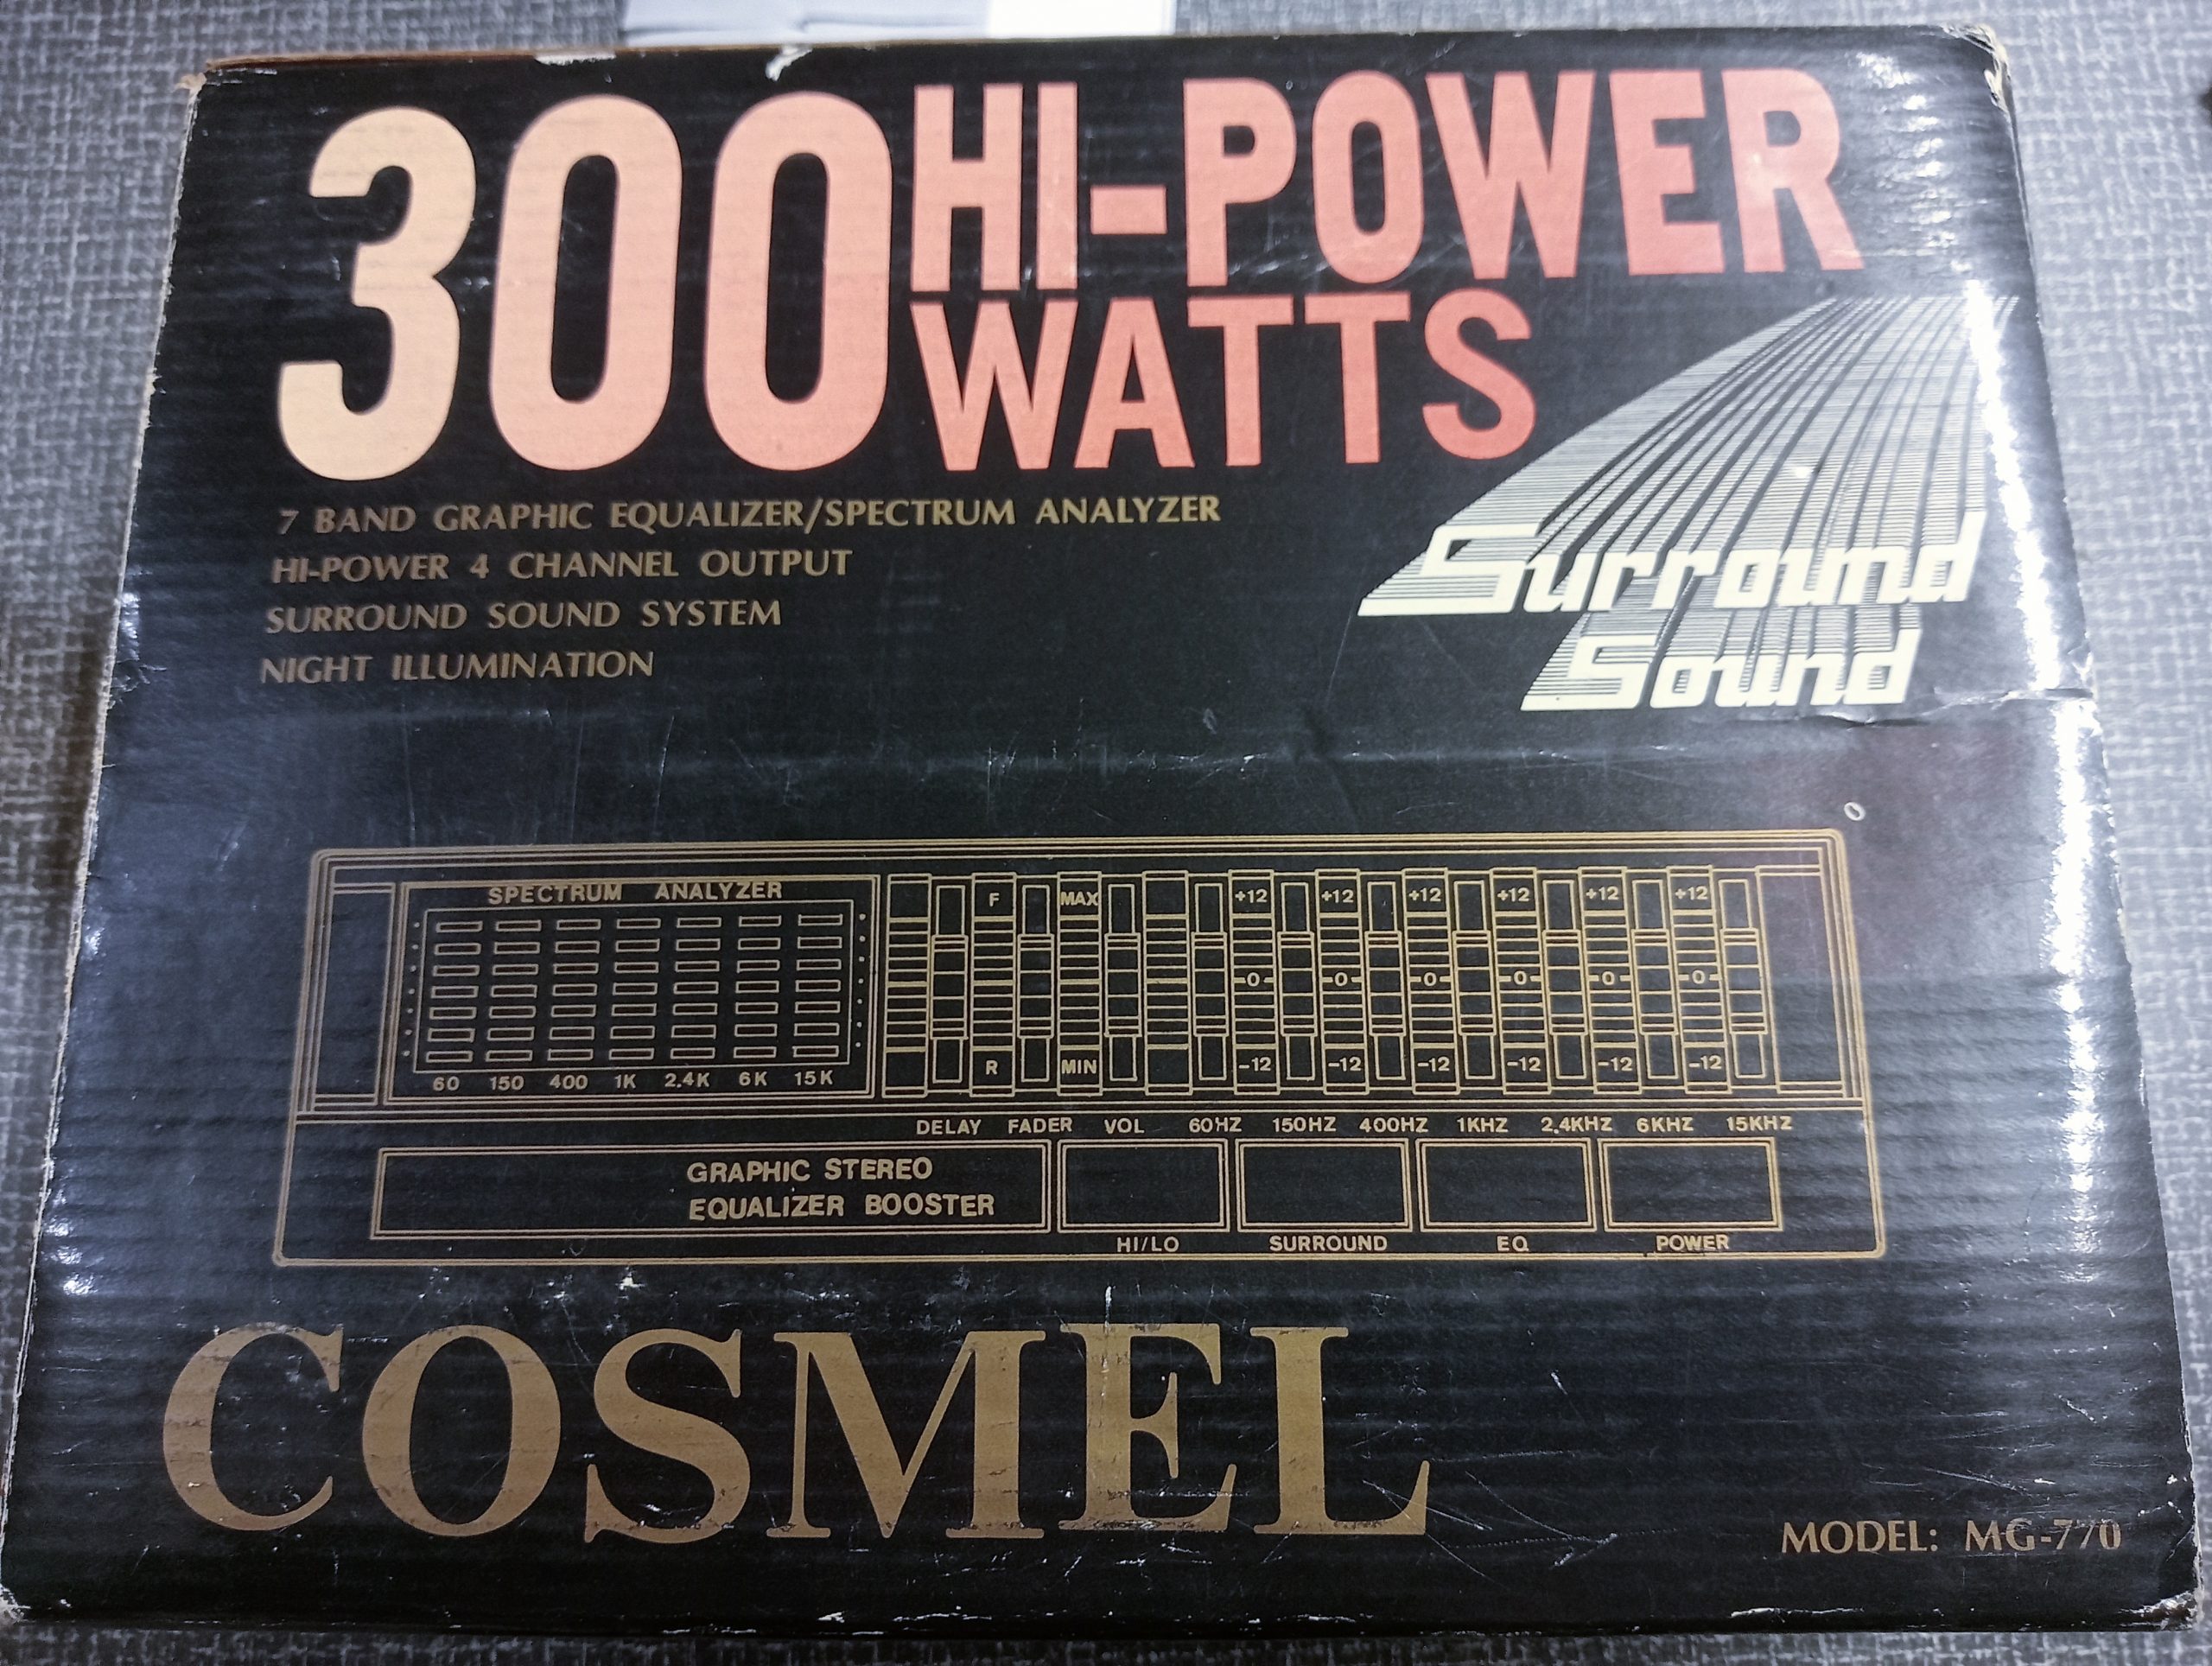 300 HI-POWER
WATTS
7 BAND GRAPHIC EQUALIZER/SPECTRUM ANALYZER
HI-POWER 4 CHANNEL OUTPUT
SURROUND SOUND SYSTEM
NIGHT ILLUMINATION
Surround
Sound
SPECTRUM ANALYZER
F MAX +12 +12 +12 +12 +12 +12
-0- -0- -0- -0- -0- -0-
R MIN -12 -12 -12 -12 -12 -12
60 150 400 1K 2.4K 6K 15K
DELAY FADER VOL 60HZ 150HZ 400HZ 1KHZ 2.4KHZ 6KHZ 15KHZ
GRAPHIC STEREO
EQUALIZER BOOSTER
HI/LO SURROUND EQ POWER
COSMEL
MODEL: MG-770